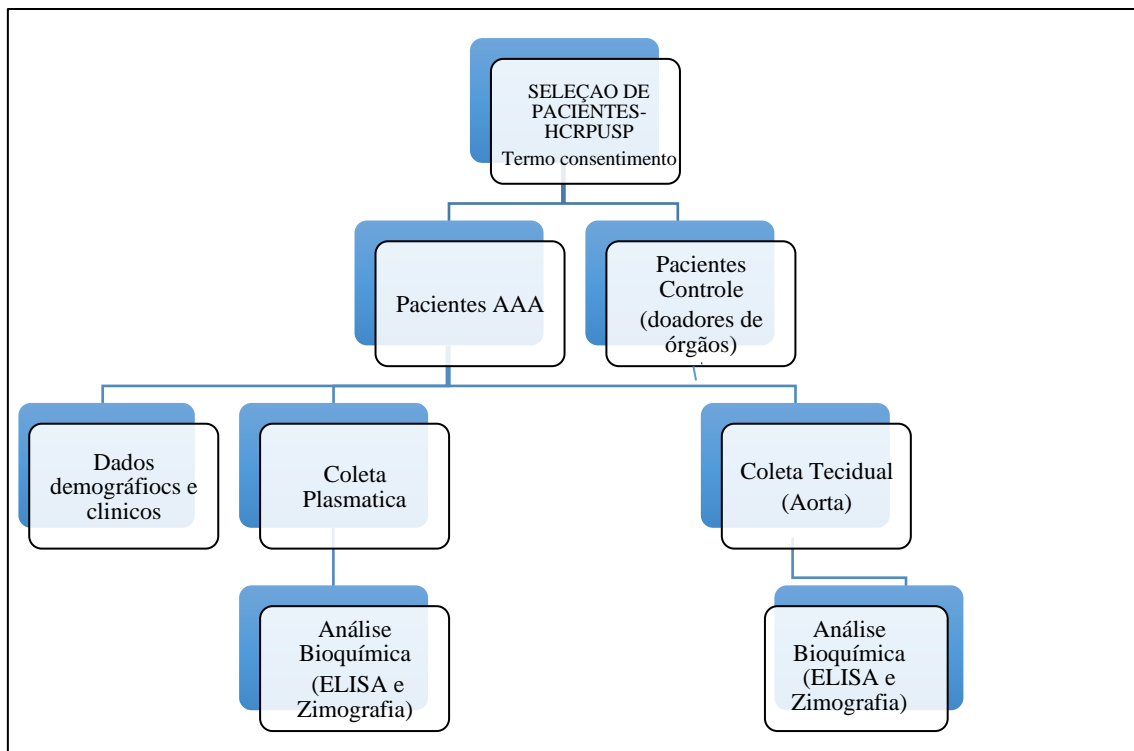 SELEÇAO DE
PACIENTES-
HCRPUSP
Termo consentimento
Pacientes AAA
Pacientes
Controle
(doadores de
órgãos)
Dados
demográfiocs e
clinicos
Coleta
Plasmatica
Coleta Tecidual
(Aorta)
Análise
Bioquímica
(ELISA e
Zimografia)
Análise
Bioquímica
(ELISA e
Zimografia)